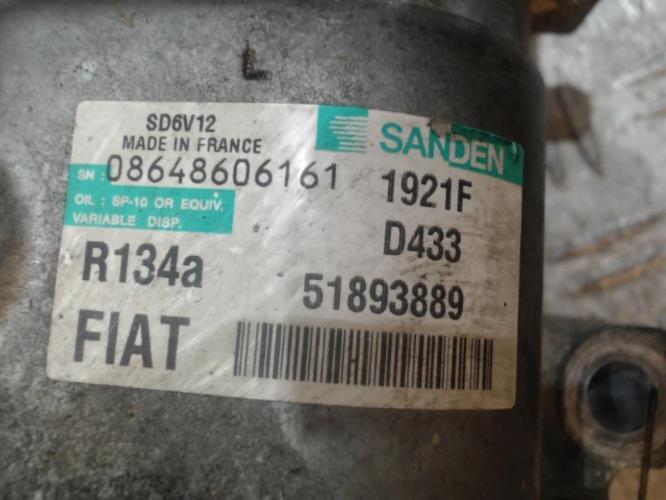 SD6V12
MADE IN FRANCE
SANDEN
SN : 08648606161
1921F
OIL : SP-10 OR EQUIV.
VARIABLE DISP.
D433
R134a
51893889
FIAT